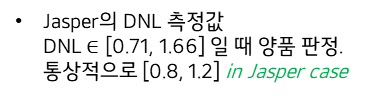 • Jasper의 DNL 측정값
DNL ∈ [0.71, 1.66] 일 때 양품 판정.
통상적으로 [0.8, 1.2] in Jasper case